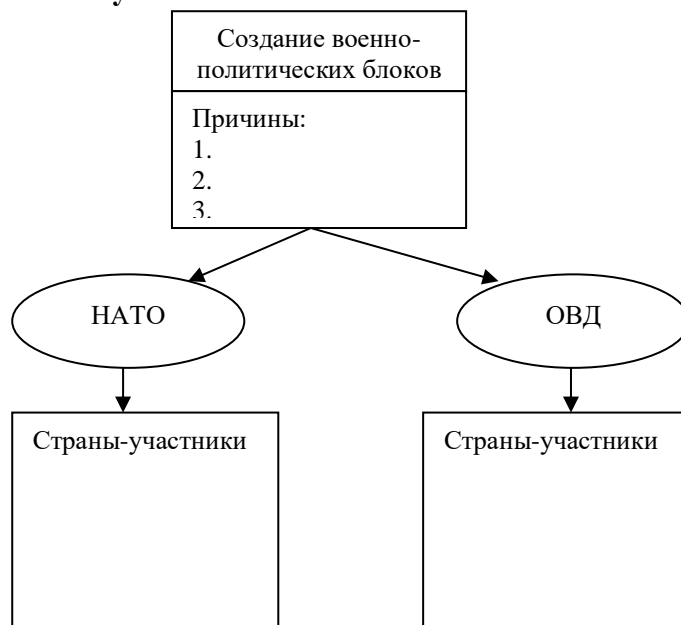 Создание военно-
политических блоков
Причины:
1.
2.
3.
НАТО
ОВД
Страны-участники
Страны-участники